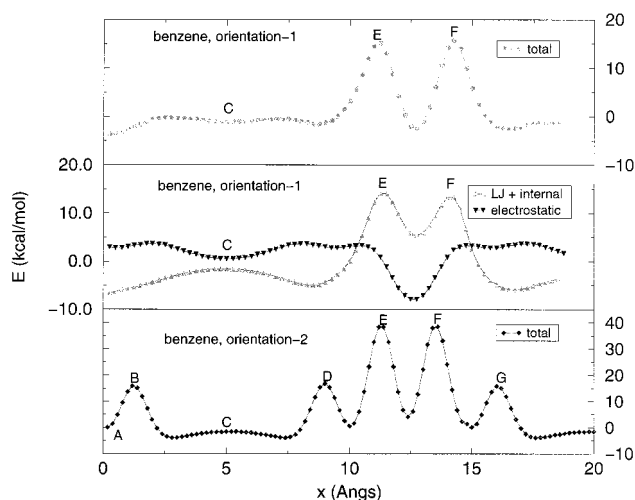 benzene, orientation-1
E
F
total
C
0
-10
20.0
10.0
0.0
-10.0
benzene, orientation-1
E
F
LJ + internal
electrostatic
C
E (kcal/mol)
benzene, orientation-2
E
F
total
B
D
G
A
C
40
30
20
10
0
-10
0
5
10
15
20
x (Angs)